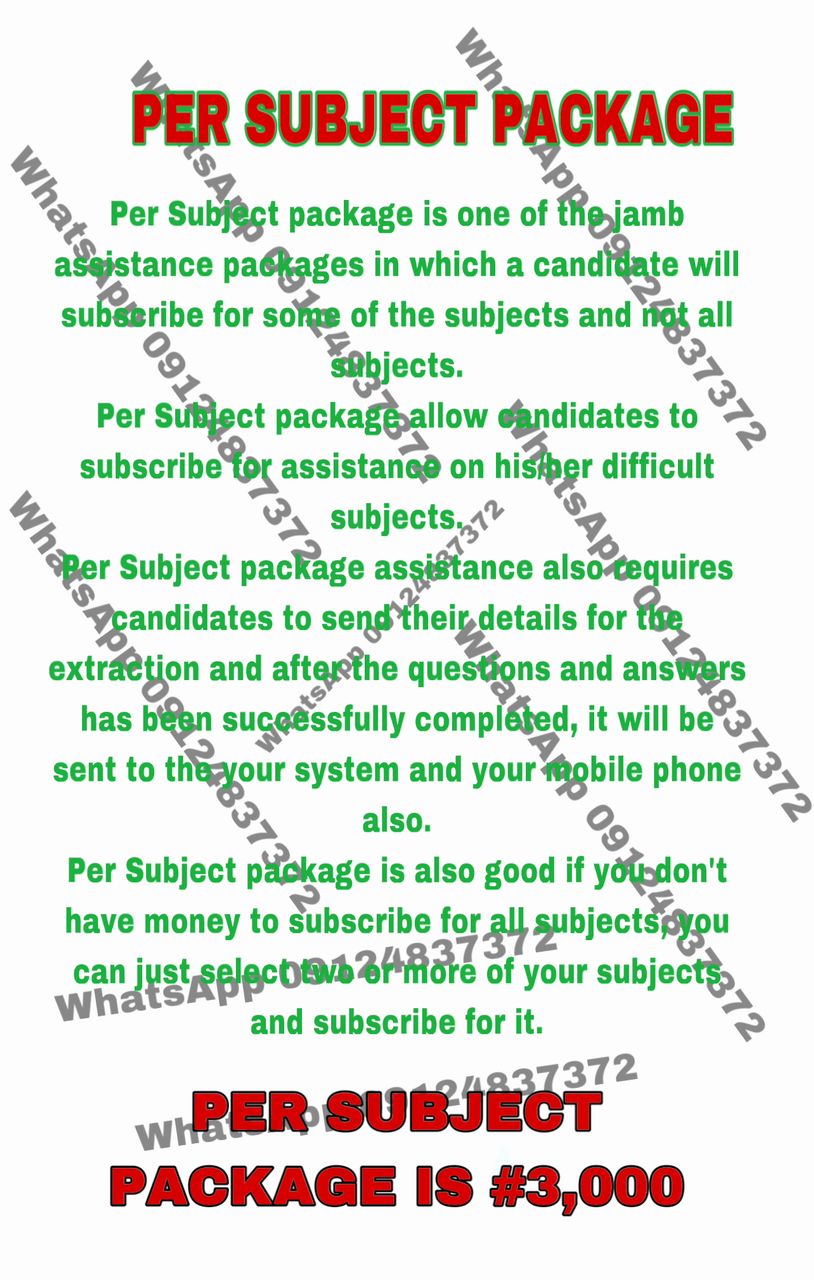 PER SUBJECT PACKAGE
Per Subject package is one of the jamb
assistance packages in which a candidate will
subscribe for some of the subjects and not all
subjects.
Per Subject package allow candidates to
subscribe for assistance on his/her difficult
subjects.
Per Subject package assistance also requires
candidates to send their details for the
extraction and after the questions and answers
has been successfully completed, it will be
sent to the your system and your mobile phone
also.
Per Subject package is also good if you don't
have money to subscribe for all subjects, you
can just select two or more of your subjects
and subscribe for it.
PER SUBJECT
PACKAGE IS #3,000
WhatsApp 09124837372
WhatsApp 09124837372
WhatsApp 09124837372
WhatsApp 09124837372
WhatsApp 09124837372
WhatsApp 09124837372
WhatsApp 09124837372
WhatsApp 09124837372
WhatsApp 09124837372